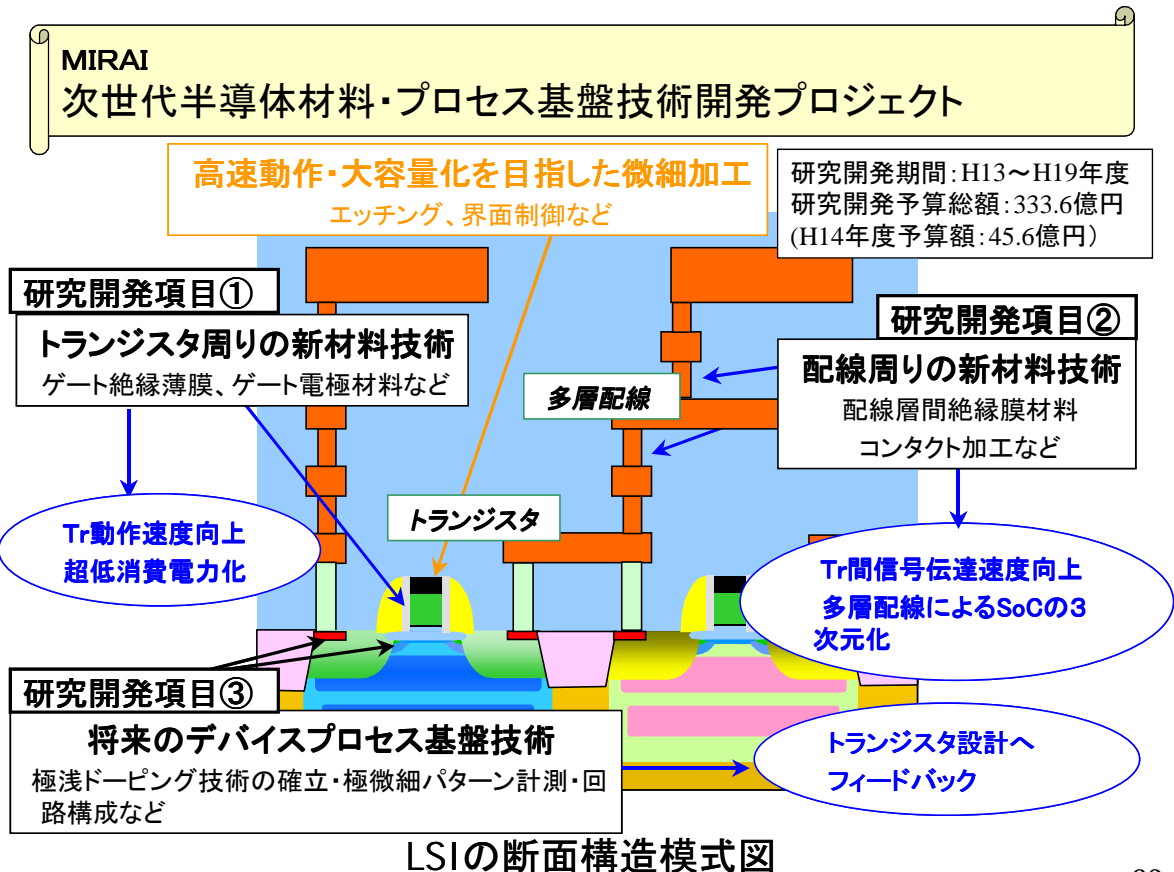 MIRAI
次世代半導体材料・プロセス基盤技術開発プロジェクト
高速動作・大容量化を目指した微細加工
エッチング、界面制御など
研究開発期間：H13～H19年度
研究開発予算総額：333.6億円
(H14年度予算額：45.6億円）
研究開発項目①
トランジスタ周りの新材料技術
ゲート絶縁薄膜、ゲート電極材料など
研究開発項目②
配線周りの新材料技術
配線層間絶縁膜材料
コンタクト加工など
多層配線
トランジスタ
Tr動作速度向上
超低消費電力化
Tr間信号伝達速度向上
多層配線によるSoCの３
次元化
研究開発項目③
将来のデバイスプロセス基盤技術
極浅ドーピング技術の確立・極微細パターン計測・回
路構成など
トランジスタ設計へ
フィードバック
LSIの断面構造模式図